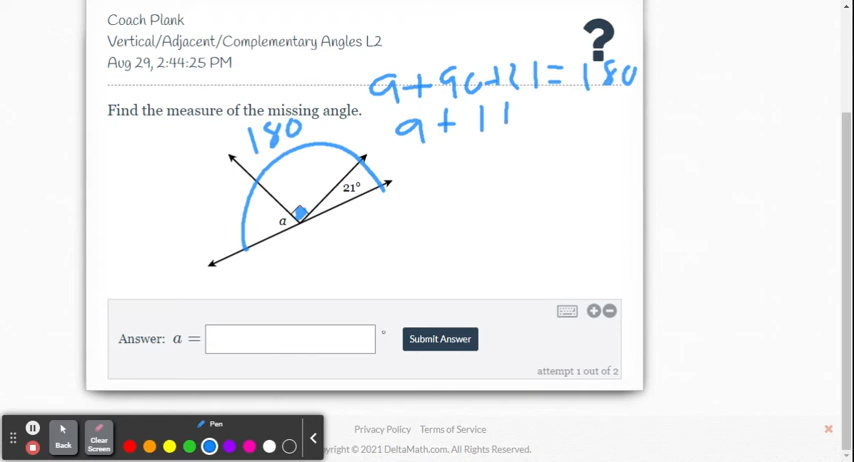 Coach Plank
Vertical/Adjacent/Complementary Angles L2
Aug 29, 2:44:25 PM
?
a + 90 + 21 = 180
Find the measure of the missing angle.
a + 11
180
21°
a
Answer: a = °
Submit Answer
attempt 1 out of 2
Pen
Back
Clear Screen
Privacy Policy Terms of Service
pyright © 2021 DeltaMath.com. All Rights Reserved.